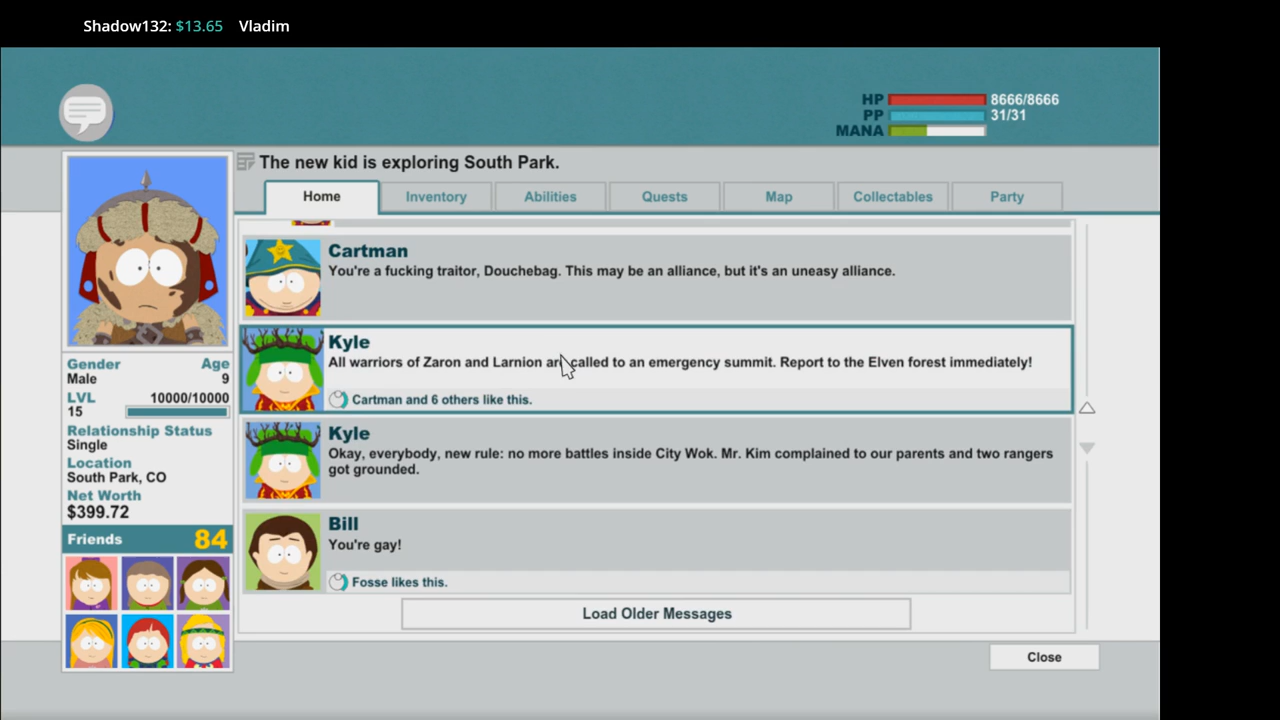 Shadow132: $13.65 Vladim
HP 8666/8666
PP 31/31
MANA
The new kid is exploring South Park.
Home Inventory Abilities Quests Map Collectables Party
Cartman
You're a fucking traitor, Douchebag. This may be an alliance, but it's an uneasy alliance.
Kyle
All warriors of Zaron and Larnion are called to an emergency summit. Report to the Elven forest immediately!
Cartman and 6 others like this.
Kyle
Okay, everybody, new rule: no more battles inside City Wok. Mr. Kim complained to our parents and two rangers
got grounded.
Bill
You're gay!
Fosse likes this.
Load Older Messages
Close
Gender Age
Male 9
LVL 10000/10000
15
Relationship Status
Single
Location
South Park, CO
Net Worth
$399.72
Friends 84